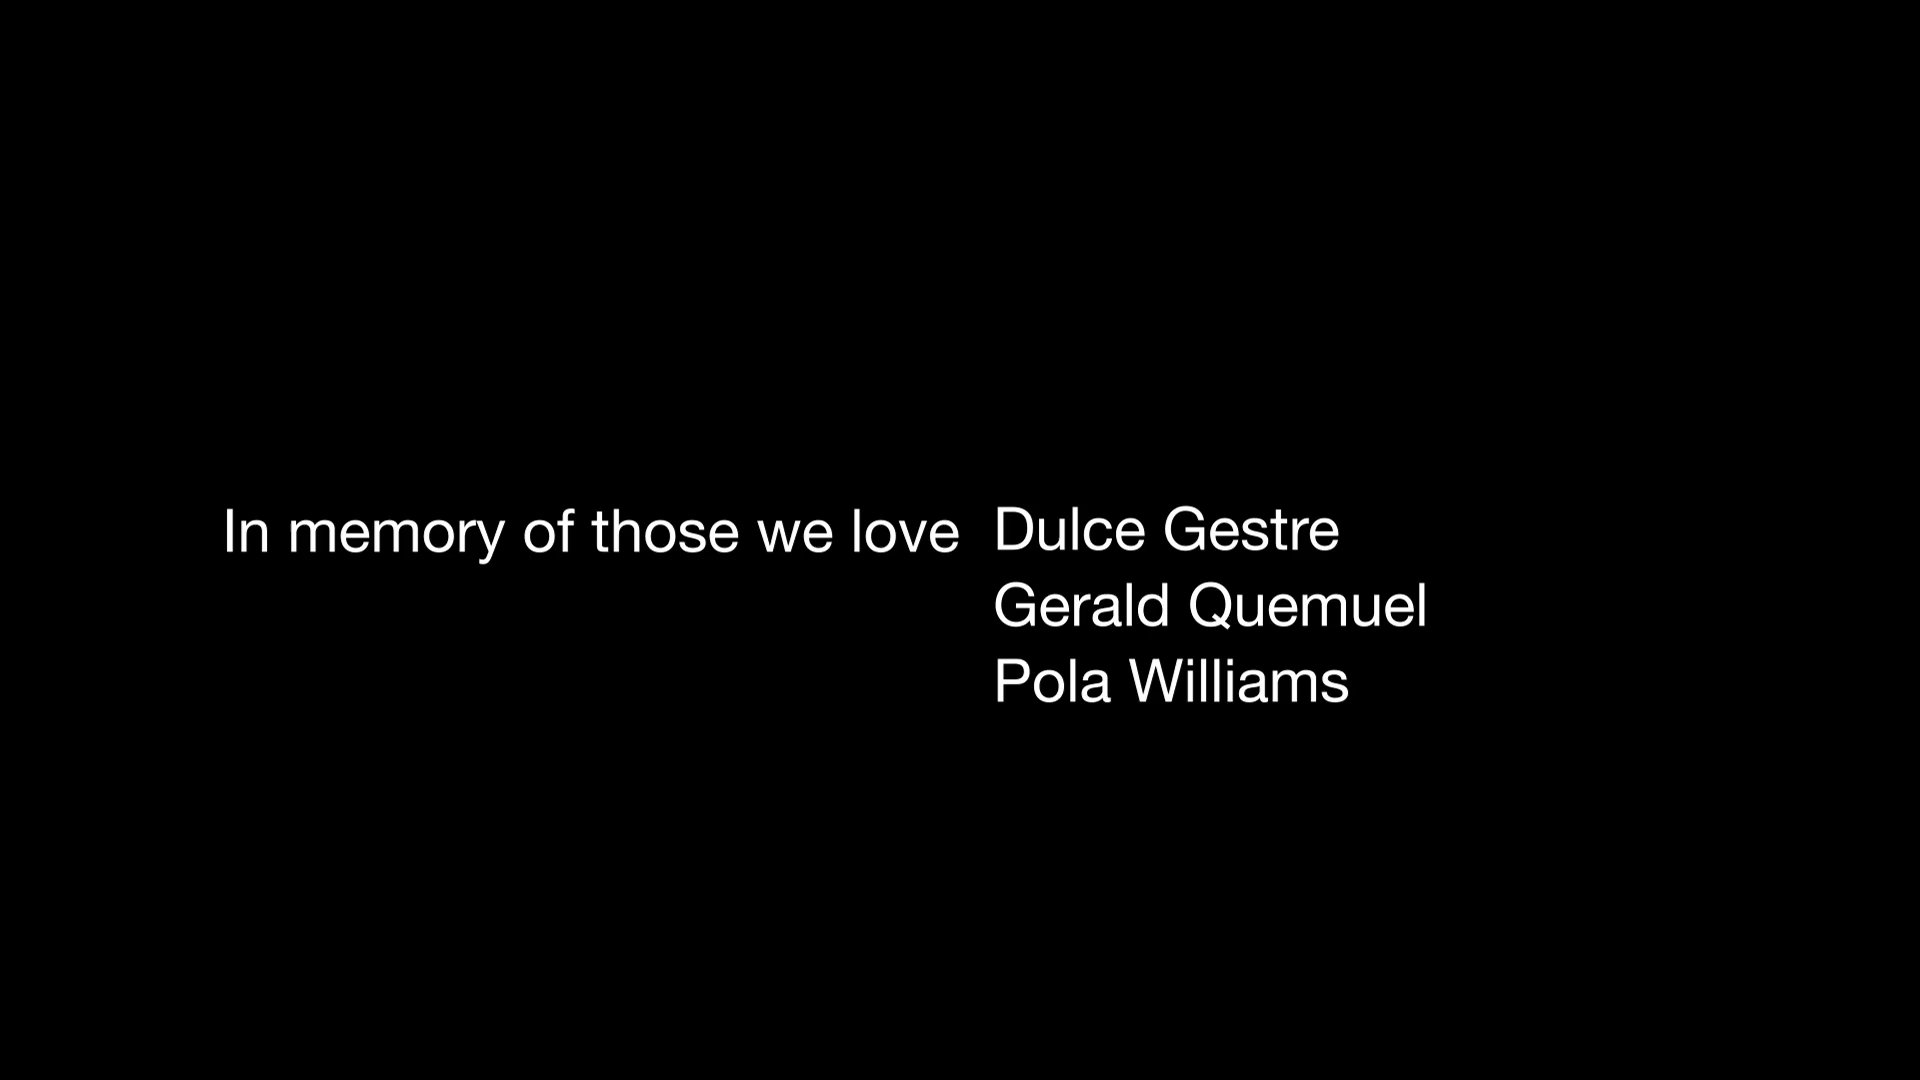 In memory of those we love Dulce Gestre
Gerald Quemuel
Pola Williams